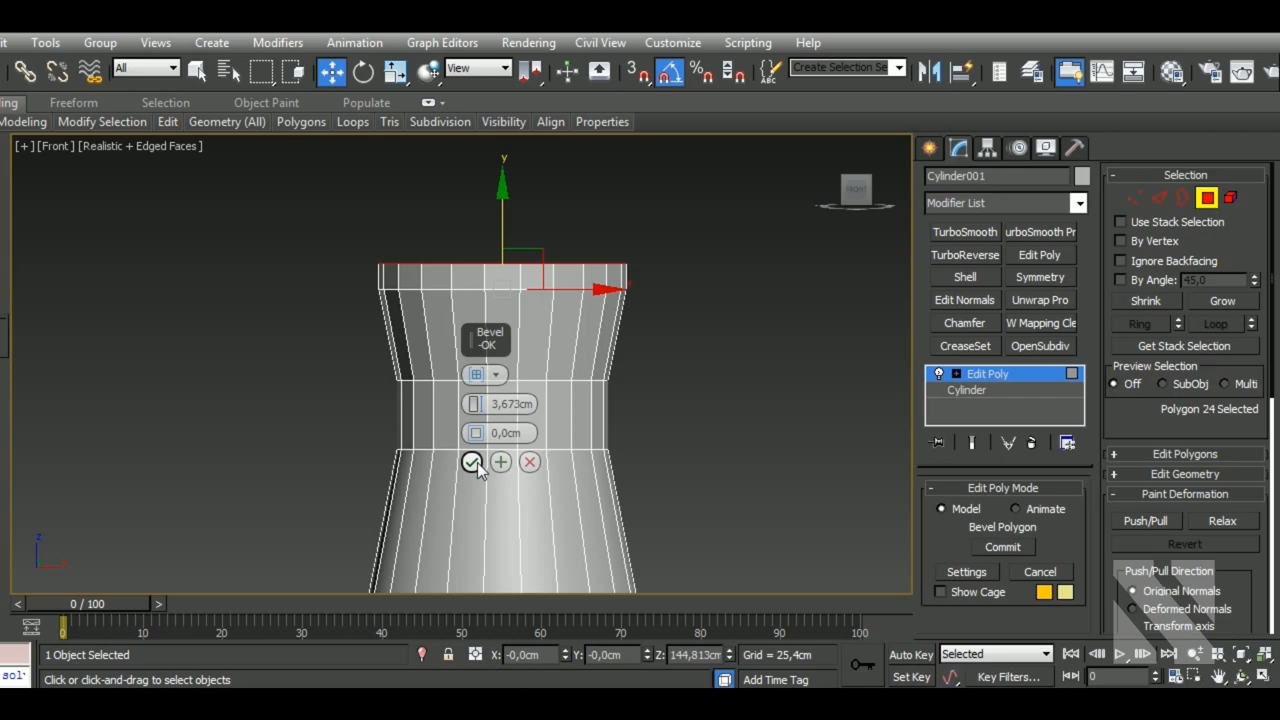 it Tools Group Views Create Modifiers Animation Graph Editors Rendering Civil View Customize Scripting Help
All View 3 % ABC Create Selection Se
ling Freeform Selection Object Paint Populate
Modeling Modify Selection Edit Geometry (All) Polygons Loops Tris Subdivision Visibility Align Properties
[+] [Front ] [Realistic + Edged Faces ]
y
FRONT
Bevel
-OK
3,673cm
0,0cm
z
Cylinder001
Modifier List
TurboSmooth urboSmooth Pr
TurboReverse Edit Poly
Shell Symmetry
Edit Normals Unwrap Pro
Chamfer W Mapping Cle
CreaseSet OpenSubdiv
Edit Poly
Cylinder
- Edit Poly Mode
Model Animate
Bevel Polygon
Commit
Settings Cancel
Show Cage
- Selection
Use Stack Selection
By Vertex
Ignore Backfacing
By Angle: 45,0
Shrink Grow
Ring Loop
Get Stack Selection
Preview Selection
Off SubObj Multi
Polygon 24 Selected
+ Edit Polygons
+ Edit Geometry
- Paint Deformation
Push/Pull Relax
Revert
Push/Pull Direction
Original Normals
Deformed Normals
Transform axis
< 0 / 100 >
0 10 20 30 40 50 60 70 80 90 100
1 Object Selected X: -0,0cm Y: -0,0cm Z: 144,813cm Grid = 25,4cm Auto Key Selected
sol' Click or click-and-drag to select objects Add Time Tag Set Key Key Filters... 0